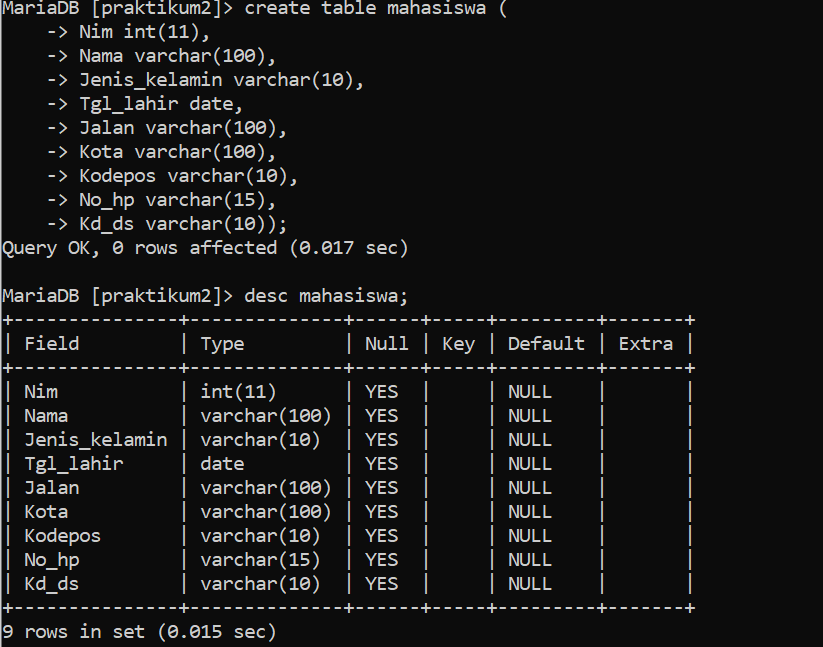 MariaDB [praktikum2]> create table mahasiswa (
    -> Nim int(11),
    -> Nama varchar(100),
    -> Jenis_kelamin varchar(10),
    -> Tgl_lahir date,
    -> Jalan varchar(100),
    -> Kota varchar(100),
    -> Kodepos varchar(10),
    -> No_hp varchar(15),
    -> Kd_ds varchar(10));
Query OK, 0 rows affected (0.017 sec)

MariaDB [praktikum2]> desc mahasiswa;
+---------------+--------------+------+-----+---------+-------+
| Field         | Type         | Null | Key | Default | Extra |
+---------------+--------------+------+-----+---------+-------+
| Nim           | int(11)      | YES  |     | NULL    |       |
| Nama          | varchar(100) | YES  |     | NULL    |       |
| Jenis_kelamin | varchar(10)  | YES  |     | NULL    |       |
| Tgl_lahir     | date         | YES  |     | NULL    |       |
| Jalan         | varchar(100) | YES  |     | NULL    |       |
| Kota          | varchar(100) | YES  |     | NULL    |       |
| Kodepos       | varchar(10)  | YES  |     | NULL    |       |
| No_hp         | varchar(15)  | YES  |     | NULL    |       |
| Kd_ds         | varchar(10)  | YES  |     | NULL    |       |
+---------------+--------------+------+-----+---------+-------+
9 rows in set (0.015 sec)